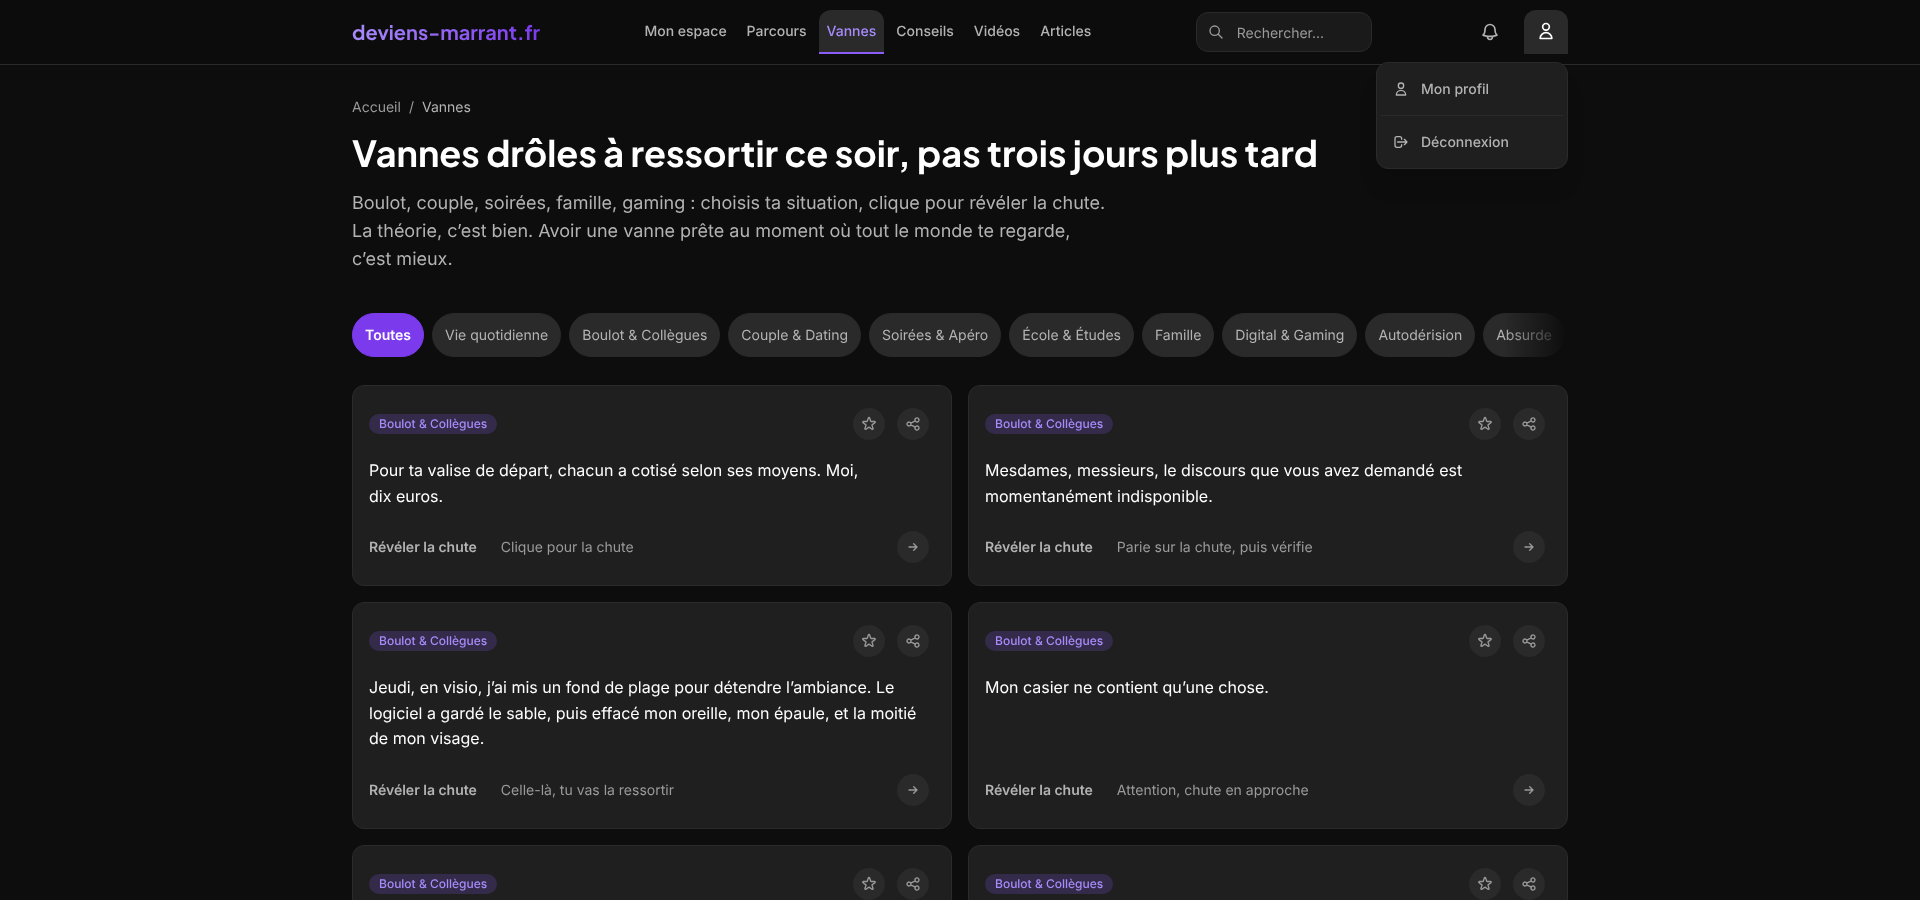 deviens-marrant.fr
Mon espace
Parcours
Vannes
Conseils
Vidéos
Articles
Rechercher...
Mon profil
Déconnexion
Accueil / Vannes
Vannes drôles à ressortir ce soir, pas trois jours plus tard
Boulot, couple, soirées, famille, gaming : choisis ta situation, clique pour révéler la chute.
La théorie, c’est bien. Avoir une vanne prête au moment où tout le monde te regarde,
c’est mieux.
Toutes
Vie quotidienne
Boulot & Collègues
Couple & Dating
Soirées & Apéro
École & Études
Famille
Digital & Gaming
Autodérision
Absurde
Boulot & Collègues
Pour ta valise de départ, chacun a cotisé selon ses moyens. Moi,
dix euros.
Révéler la chute
Clique pour la chute
Boulot & Collègues
Mesdames, messieurs, le discours que vous avez demandé est
momentanément indisponible.
Révéler la chute
Parie sur la chute, puis vérifie
Boulot & Collègues
Jeudi, en visio, j’ai mis un fond de plage pour détendre l’ambiance. Le
logiciel a gardé le sable, puis effacé mon oreille, mon épaule, et la moitié
de mon visage.
Révéler la chute
Celle-là, tu vas la ressortir
Boulot & Collègues
Mon casier ne contient qu’une chose.
Révéler la chute
Attention, chute en approche
Boulot & Collègues
Boulot & Collègues